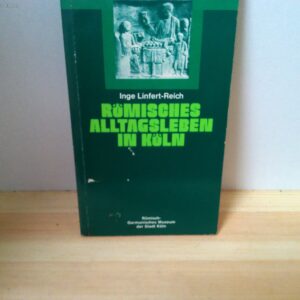 Inge Linfert-Reich
RÖMISCHES
ALLTAGSLEBEN
IN KÖLN
Römisch-
Germanisches Museum
der Stadt Köln